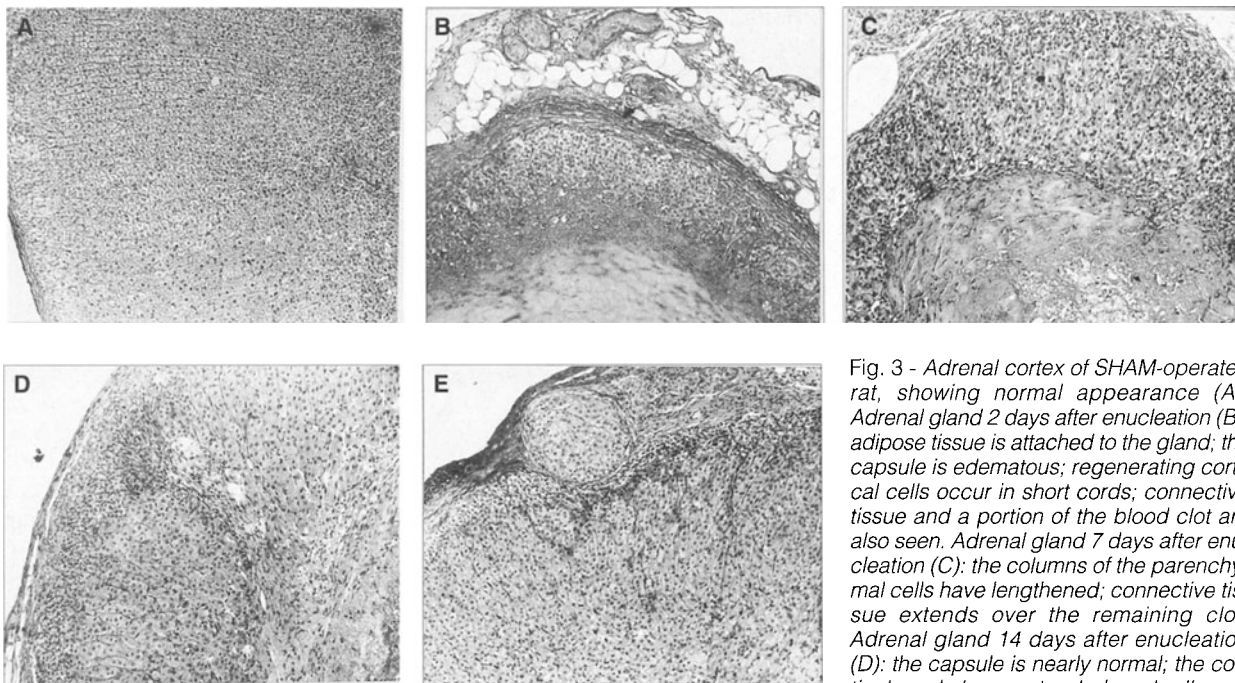 A
B
C
D
E
Fig. 3 - Adrenal cortex of SHAM-operate
rat, showing normal appearance (A
Adrenal gland 2 days after enucleation (B
adipose tissue is attached to the gland; th
capsule is edematous; regenerating cort
cal cells occur in short cords; connectiv
tissue and a portion of the blood clot ar
also seen. Adrenal gland 7 days after enu
cleation (C): the columns of the parenchy
mal cells have lengthened; connective tis
sue extends over the remaining clo
Adrenal gland 14 days after enucleatio
(D): the capsule is nearly normal; the co